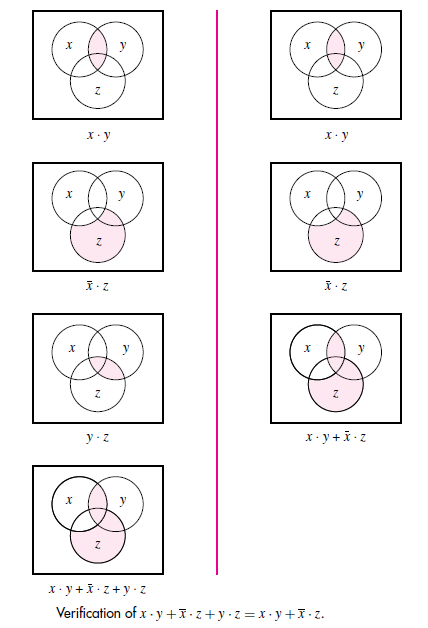 x y
z
x · y
x y
z
x̄ · z
x y
z
y · z
x y
z
x · y + x̄ · z + y · z
x y
z
x · y
x y
z
x̄ · z
x y
z
x · y + x̄ · z
Verification of x · y + x̄ · z + y · z = x · y + x̄ · z.